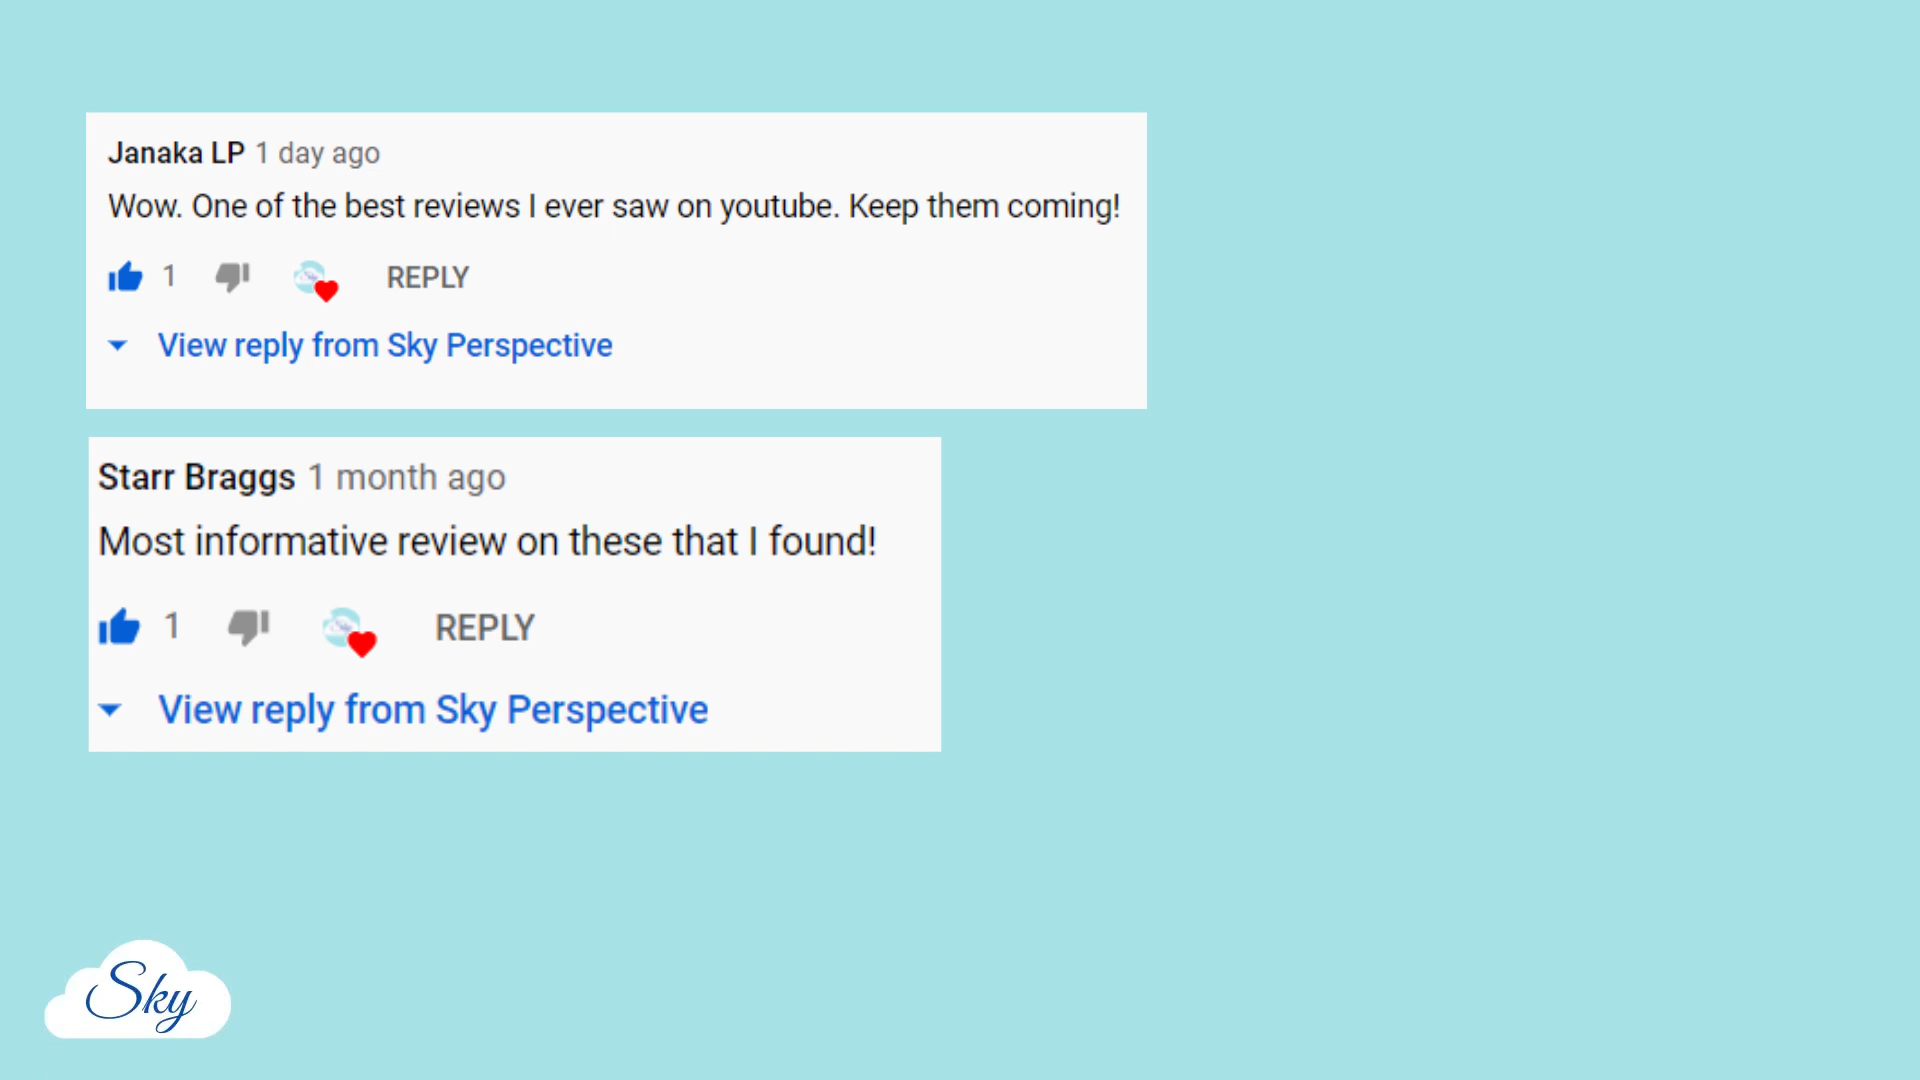 Janaka LP 1 day ago
Wow. One of the best reviews I ever saw on youtube. Keep them coming!
1 REPLY
View reply from Sky Perspective
Starr Braggs 1 month ago
Most informative review on these that I found!
1 REPLY
View reply from Sky Perspective
Sky